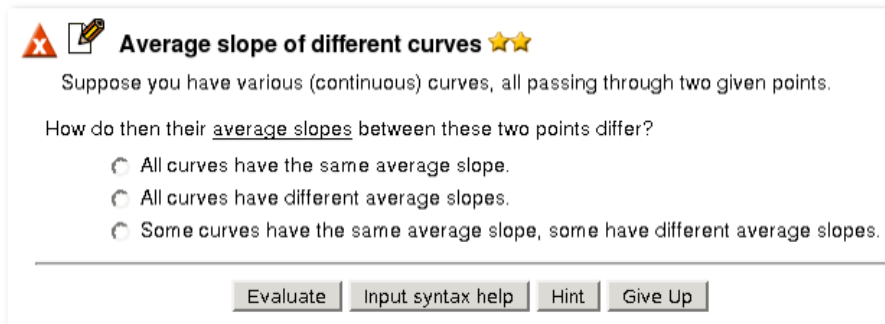 x
Average slope of different curves
Suppose you have various (continuous) curves, all passing through two given points.
How do then their average slopes between these two points differ?
All curves have the same average slope.
All curves have different average slopes.
Some curves have the same average slope, some have different average slopes.
Evaluate Input syntax help Hint Give Up